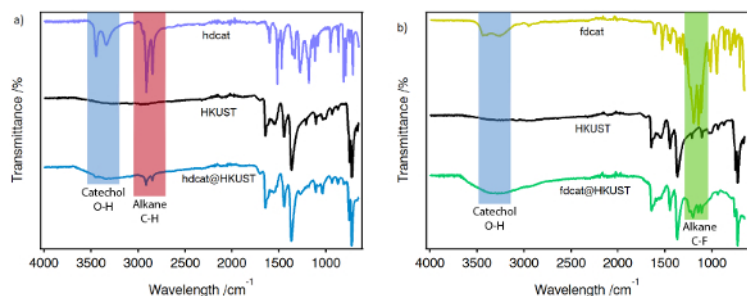 a)
hdcat
HKUST
hdcat@HKUST
Catechol
O-H
Alkane
C-H
Transmittance /%
4000 3500 3000 2500 2000 1500 1000
Wavelength /cm-1
b)
fdcat
HKUST
fdcat@HKUST
Catechol
O-H
Alkane
C-F
Transmittance /%
4000 3500 3000 2500 2000 1500 1000
Wavelength /cm-1